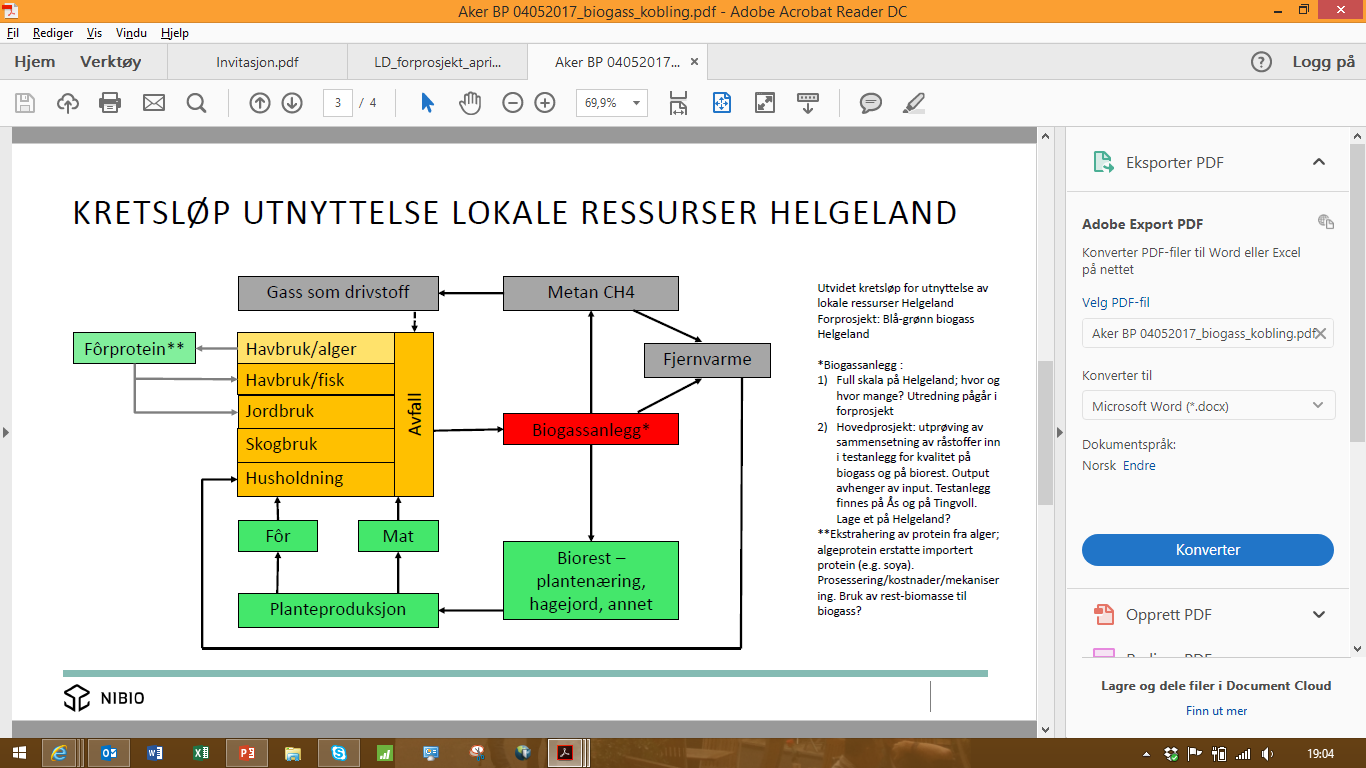 Aker BP 04052017_biogass_kobling.pdf - Adobe Acrobat Reader DC
Fil Rediger Vis Vindu Hjelp
Hjem Verktøy Invitasjon.pdf LD_forprosjekt_apri... Aker BP 04052017... × Logg på
3 / 4 69,9%
KRETSLØP UTNYTTELSE LOKALE RESSURSER HELGELAND
Gass som drivstoff
Metan CH4
Fôrprotein**
Havbruk/alger
Havbruk/fisk
Jordbruk
Skogbruk
Husholdning
Avfall
Fjernvarme
Biogassanlegg*
Fôr
Mat
Planteproduksjon
Biorest –
plantenæring,
hagejord, annet
Utvidet kretsløp for utnyttelse av
lokale ressurser Helgeland
Forprosjekt: Blå-grønn biogass
Helgeland
*Biogassanlegg :
1) Full skala på Helgeland; hvor og
hvor mange? Utredning pågår i
forprosjekt
2) Hovedprosjekt: utprøving av
sammensetning av råstoffer inn
i testanlegg for kvalitet på
biogass og på biorest. Output
avhenger av input. Testanlegg
finnes på Ås og på Tingvoll.
Lage et på Helgeland?
**Ekstrahering av protein fra alger;
algeprotein erstatte importert
protein (e.g. soya).
Prosessering/kostnader/mekaniser
ing. Bruk av rest-biomasse til
biogass?
NIBIO
Eksporter PDF
Adobe Export PDF
Konverter PDF-filer til Word eller Excel
på nettet
Velg PDF-fil
Aker BP 04052017_biogass_kobling.pdf
Konverter til
Microsoft Word (*.docx)
Dokumentspråk:
Norsk Endre
Konverter
Opprett PDF
Lagre og dele filer i Document Cloud
Finn ut mer
19:04